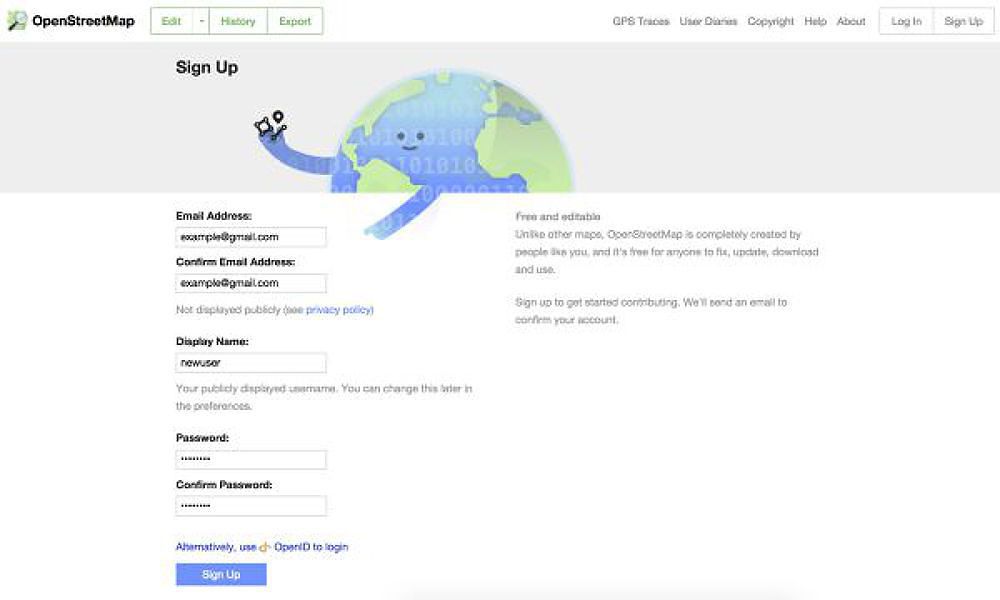 OpenStreetMap
Edit
History
Export
GPS Traces
User Diaries
Copyright
Help
About
Log In
Sign Up
Sign Up
Email Address:
example@gmail.com
Confirm Email Address:
example@gmail.com
Not displayed publicly (see privacy policy)
Display Name:
newuser
Your publicly displayed username. You can change this later in
the preferences.
Password:
••••••••
Confirm Password:
••••••••
Alternatively, use OpenID to login
Sign Up
Free and editable
Unlike other maps, OpenStreetMap is completely created by
people like you, and it's free for anyone to fix, update, download
and use.
Sign up to get started contributing. We'll send an email to
confirm your account.